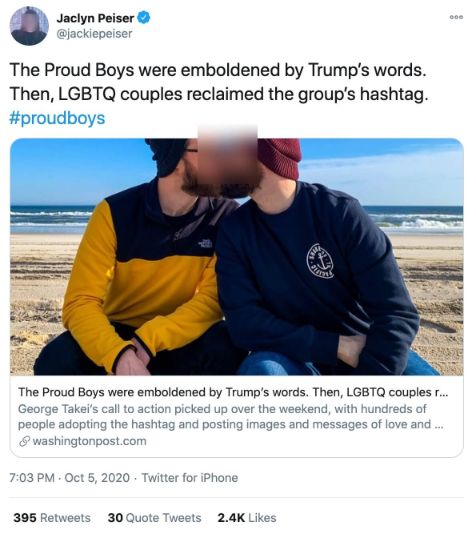 Jaclyn Peiser
@jackiepeiser
The Proud Boys were emboldened by Trump's words.
Then, LGBTQ couples reclaimed the group's hashtag.
#proudboys
The Proud Boys were emboldened by Trump's words. Then, LGBTQ couples r...
George Takei's call to action picked up over the weekend, with hundreds of
people adopting the hashtag and posting images and messages of love and ...
washingtonpost.com
7:03 PM · Oct 5, 2020 · Twitter for iPhone
395 Retweets 30 Quote Tweets 2.4K Likes